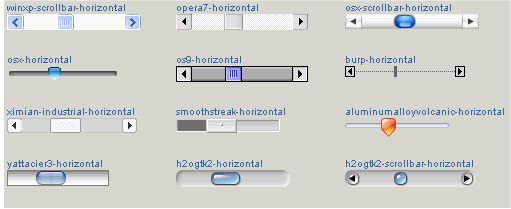 winxp-scrollbar-horizontal opera7-horizontal osx-scrollbar-horizontal
osx-horizontal os9-horizontal burp-horizontal
ximian-industrial-horizontal smoothstreak-horizontal aluminumalloyvolcanic-horizontal
yattacier3-horizontal h2ogtk2-horizontal h2ogtk2-scrollbar-horizontal